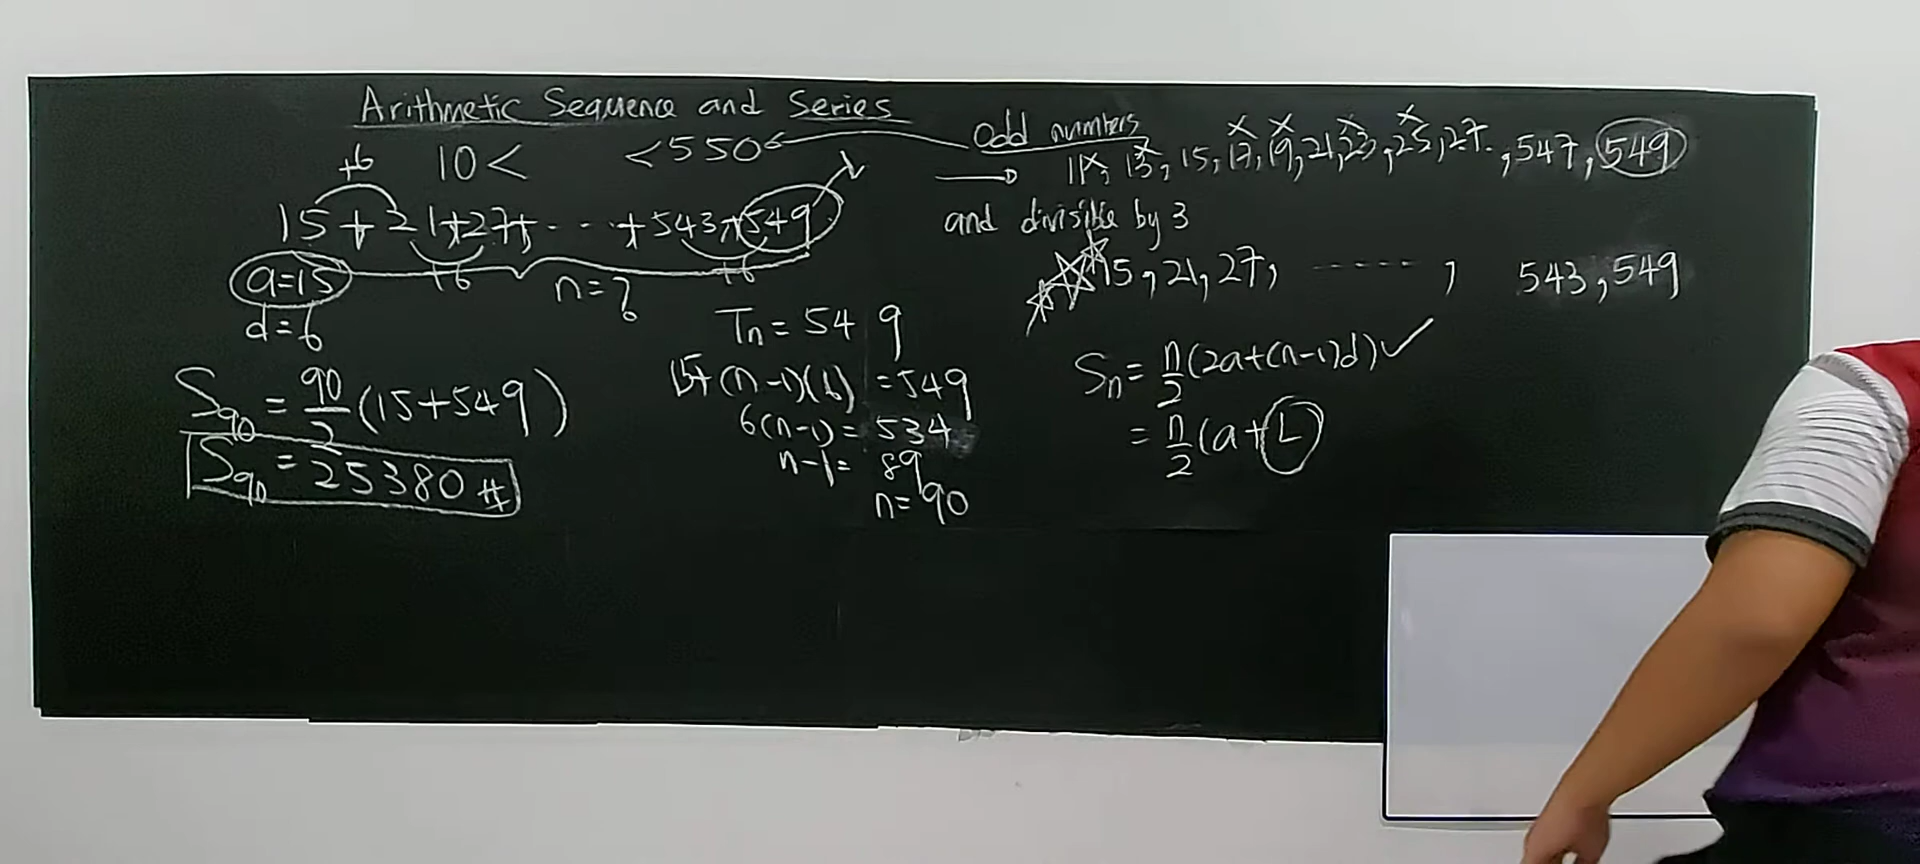 Arithmetic Sequence and Series
+6 10< <550
15+21+27+ ..... +543+549
a=15 +6 n=? +6
d=6
S90 = 90/2 (15+549)
S90 = 25380 #
Tn = 549
15+(n-1)(6) = 549
6(n-1) = 534
n-1 = 89
n= 90
odd numbers
→ 11, 13, 15, 17, 19, 21, 23, 25, 27. , 547, 549
and divisible by 3
15, 21, 27, ....... , 543, 549
Sn = n/2 (2a+(n-1)d) ✓
= n/2 (a+L)